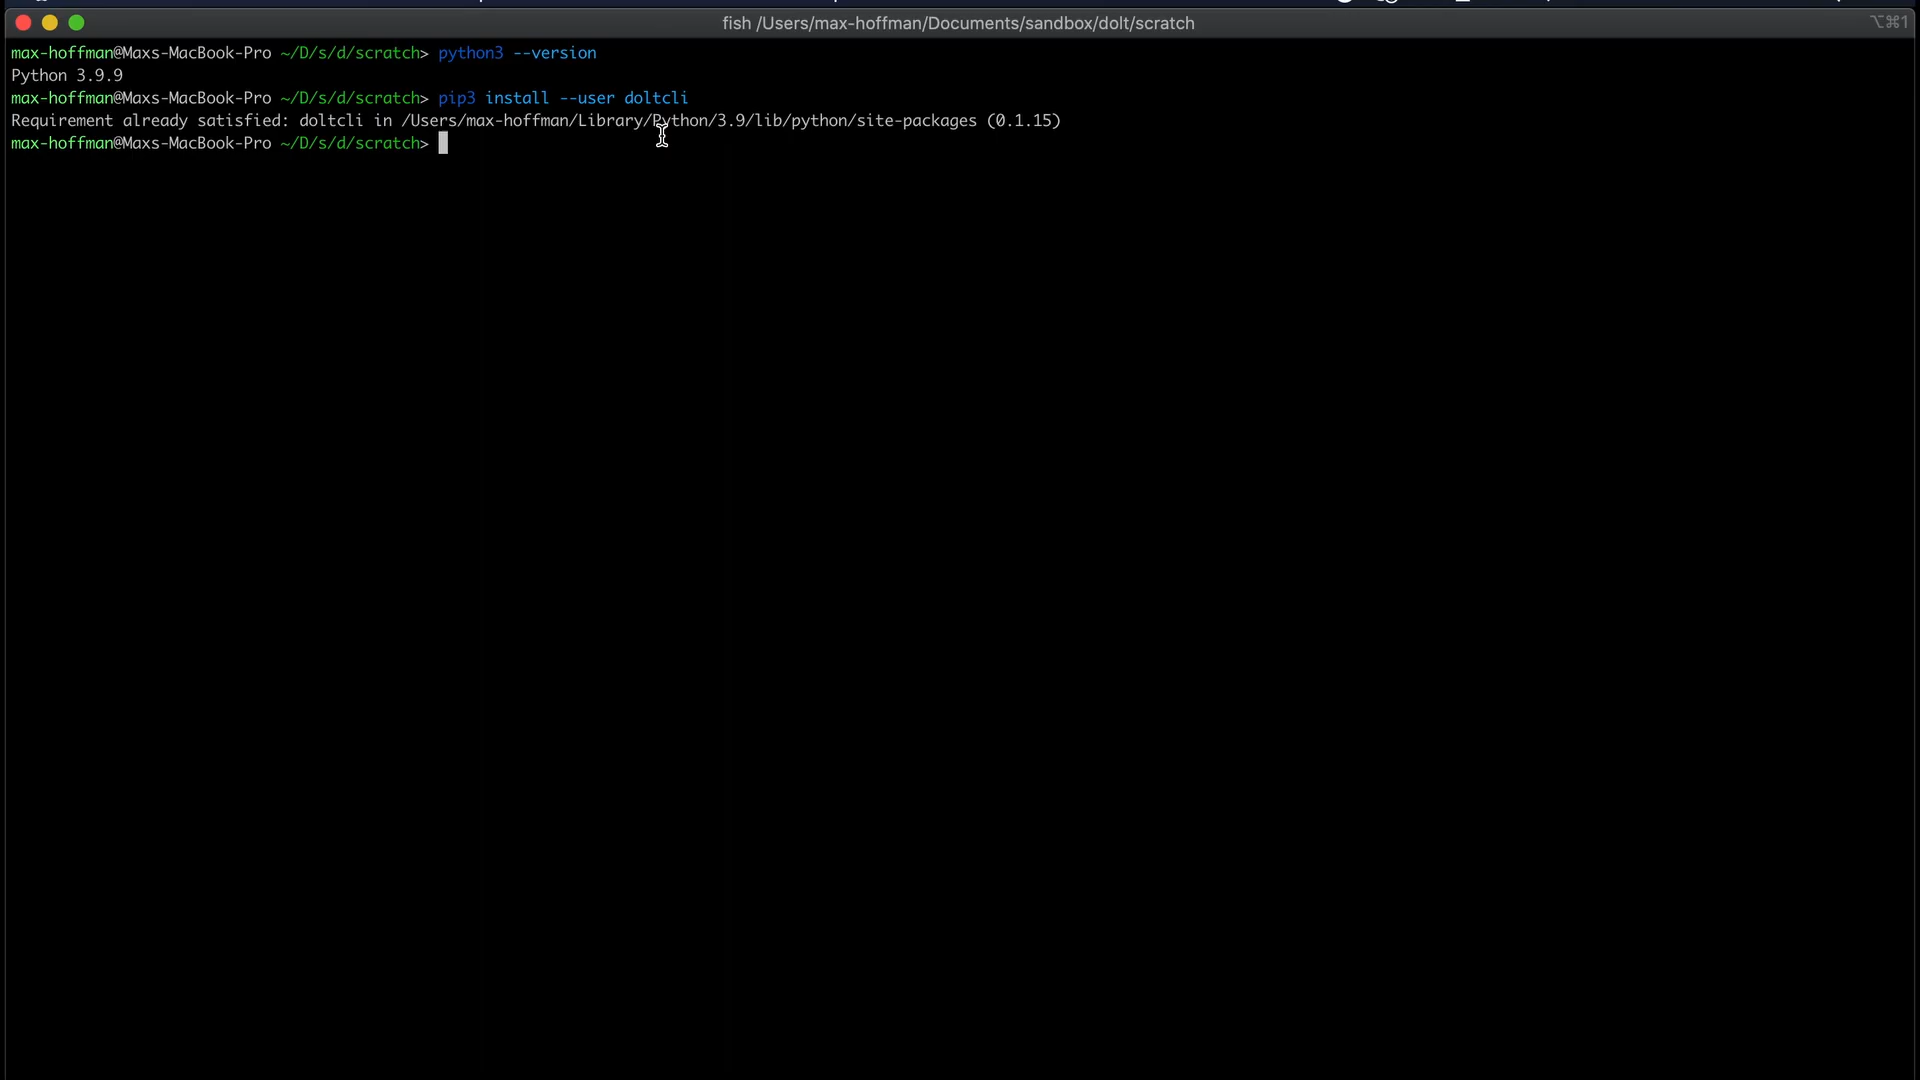 fish /Users/max-hoffman/Documents/sandbox/dolt/scratch
⌥⌘1
max-hoffman@Maxs-MacBook-Pro ~/D/s/d/scratch> python3 --version
Python 3.9.9
max-hoffman@Maxs-MacBook-Pro ~/D/s/d/scratch> pip3 install --user doltcli
Requirement already satisfied: doltcli in /Users/max-hoffman/Library/Python/3.9/lib/python/site-packages (0.1.15)
max-hoffman@Maxs-MacBook-Pro ~/D/s/d/scratch>